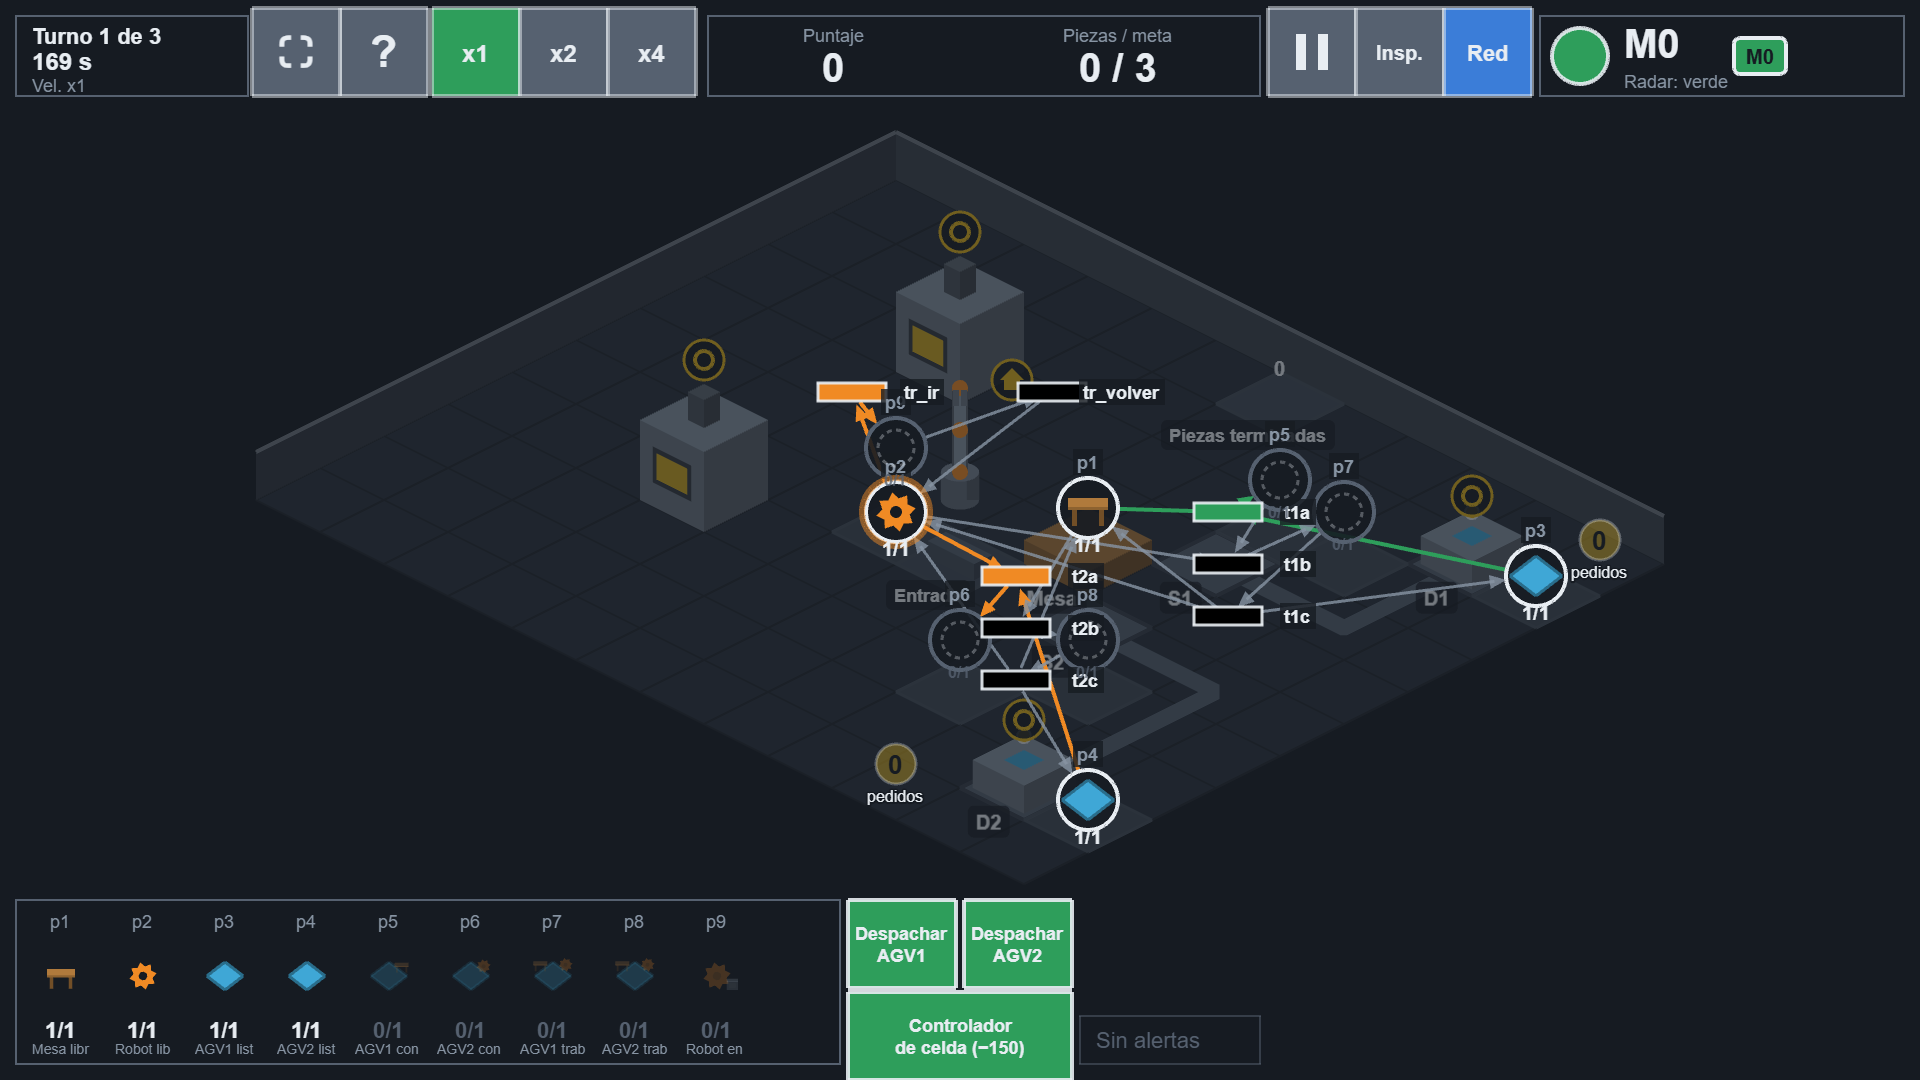 Turno 1 de 3
169 s
Vel. x1
?
x1
x2
x4
Puntaje
0
Piezas / meta
0 / 3
Insp.
Red
M0
Radar: verde
M0
0
tr_ir
tr_volver
p9
p2
1/1
p1
1/1
Piezas
p5
p7
0/1
t1a
t1b
t1c
p3
1/1
0
pedidos
D1
S1
t2a
p6
Mesa
p8
t2b
0/1
t2c
p4
1/1
0
pedidos
D2
p1
p2
p3
p4
p5
p6
p7
p8
p9
1/1
1/1
1/1
1/1
0/1
0/1
0/1
0/1
0/1
Mesa libr
Robot lib
AGV1 list
AGV2 list
AGV1 con
AGV2 con
AGV1 trab
AGV2 trab
Robot en
Despachar
AGV1
Despachar
AGV2
Controlador
de celda (−150)
Sin alertas